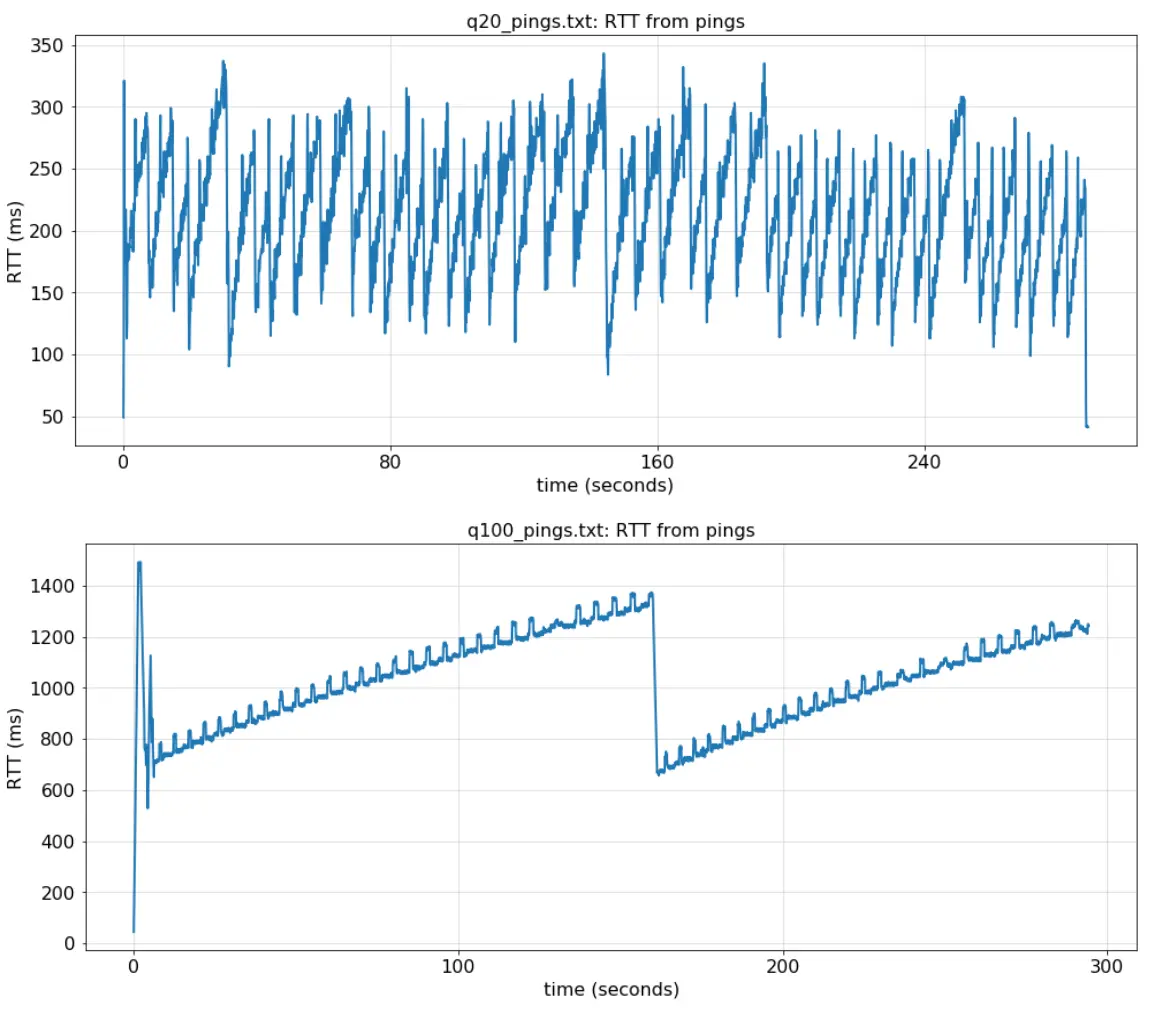 q20_pings.txt: RTT from pings
350
300
250
200
150
100
50
RTT (ms)
0 80 160 240
time (seconds)
q100_pings.txt: RTT from pings
1400
1200
1000
800
600
400
200
0
RTT (ms)
0 100 200 300
time (seconds)